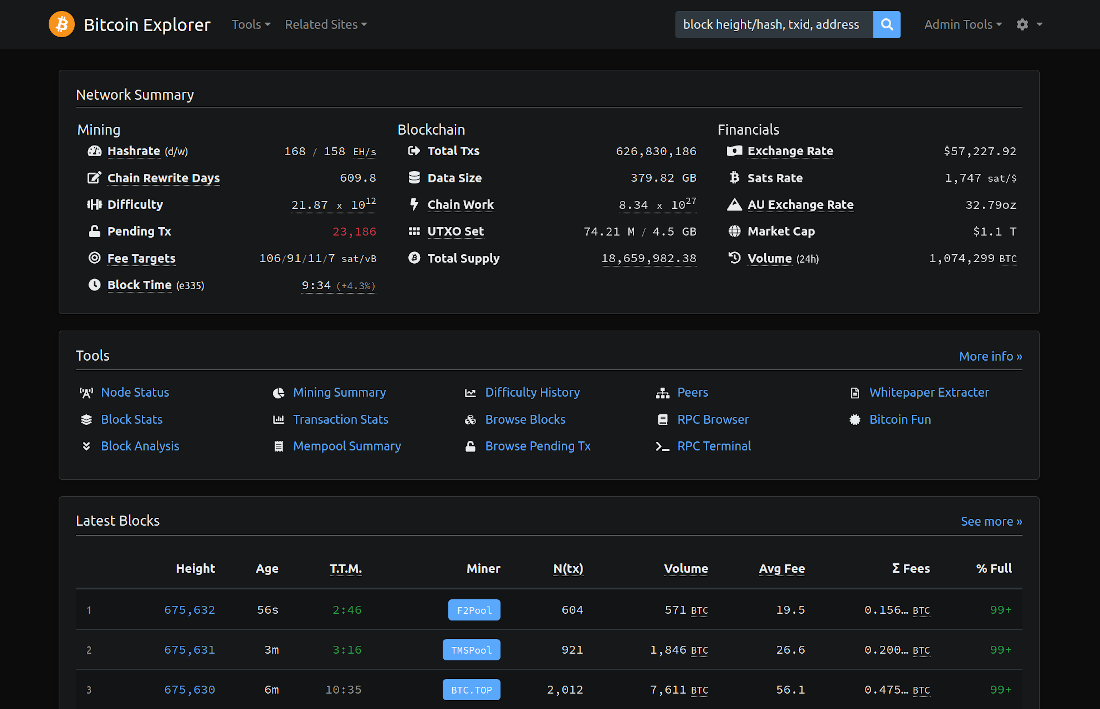 Bitcoin Explorer Tools Related Sites block height/hash, txid, address Admin Tools
Network Summary
Mining
Hashrate (d/w) 168 / 158 EH/s
Chain Rewrite Days 609.8
Difficulty 21.87 x 10^12
Pending Tx 23,186
Fee Targets 106/91/11/7 sat/vB
Block Time (e335) 9:34 (+4.3%)
Blockchain
Total Txs 626,830,186
Data Size 379.82 GB
Chain Work 8.34 x 10^27
UTXO Set 74.21 M / 4.5 GB
Total Supply 18,659,982.38
Financials
Exchange Rate $57,227.92
Sats Rate 1,747 sat/$
AU Exchange Rate 32.79oz
Market Cap $1.1 T
Volume (24h) 1,074,299 BTC
Tools More info »
Node Status Mining Summary Difficulty History Peers Whitepaper Extracter
Block Stats Transaction Stats Browse Blocks RPC Browser Bitcoin Fun
Block Analysis Mempool Summary Browse Pending Tx RPC Terminal
Latest Blocks See more »
Height Age T.T.M. Miner N(tx) Volume Avg Fee Σ Fees % Full
1 675,632 56s 2:46 F2Pool 604 571 BTC 19.5 0.156… BTC 99+
2 675,631 3m 3:16 TMSPool 921 1,846 BTC 26.6 0.200… BTC 99+
3 675,630 6m 10:35 BTC.TOP 2,012 7,611 BTC 56.1 0.475… BTC 99+